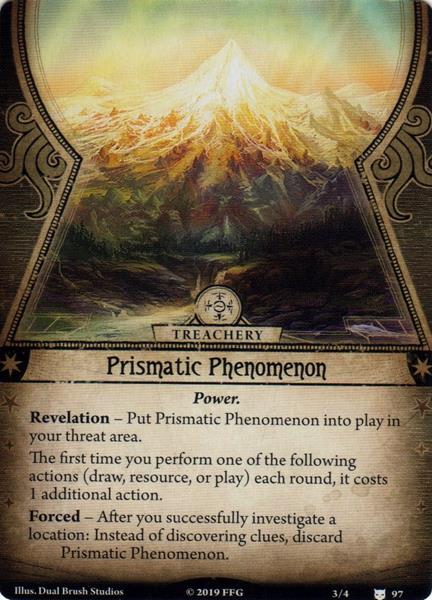 TREACHERY
Prismatic Phenomenon
Power.
Revelation – Put Prismatic Phenomenon into play in
your threat area.
The first time you perform one of the following
actions (draw, resource, or play) each round, it costs
1 additional action.
Forced – After you successfully investigate a
location: Instead of discovering clues, discard
Prismatic Phenomenon.
Illus. Dual Brush Studios © 2019 FFG 3/4 97